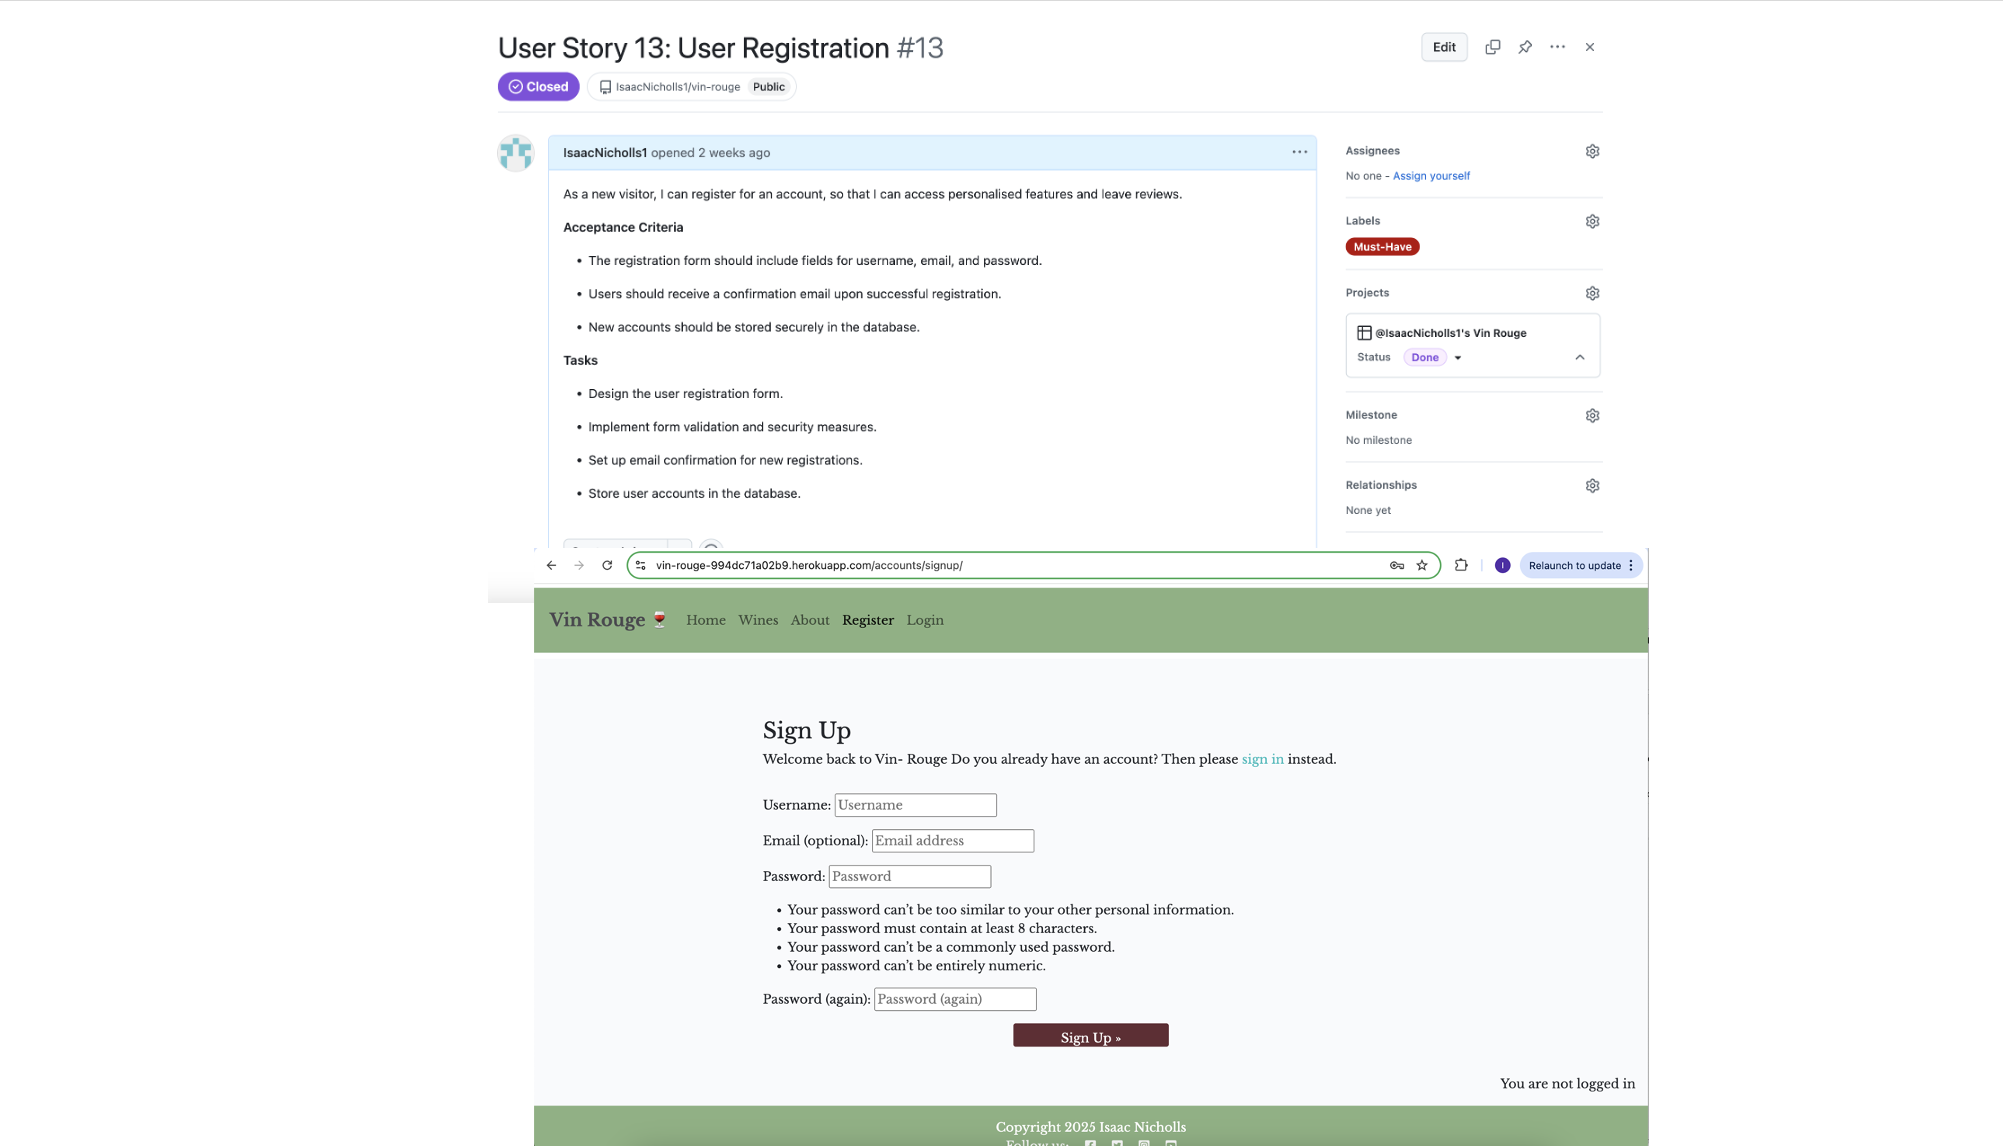 User Story 13: User Registration #13
Edit
Closed
IsaacNicholls1/vin-rouge Public
IsaacNicholls1 opened 2 weeks ago
As a new visitor, I can register for an account, so that I can access personalised features and leave reviews.
Acceptance Criteria
• The registration form should include fields for username, email, and password.
• Users should receive a confirmation email upon successful registration.
• New accounts should be stored securely in the database.
Tasks
• Design the user registration form.
• Implement form validation and security measures.
• Set up email confirmation for new registrations.
• Store user accounts in the database.
Assignees
No one - Assign yourself
Labels
Must-Have
Projects
@IsaacNicholls1's Vin Rouge
Status Done
Milestone
No milestone
Relationships
None yet
vin-rouge-994dc71a02b9.herokuapp.com/accounts/signup/
I
Relaunch to update
Vin Rouge Home Wines About Register Login
Sign Up
Welcome back to Vin- Rouge Do you already have an account? Then please sign in instead.
Username: Username
Email (optional): Email address
Password: Password
• Your password can’t be too similar to your other personal information.
• Your password must contain at least 8 characters.
• Your password can’t be a commonly used password.
• Your password can’t be entirely numeric.
Password (again): Password (again)
Sign Up »
You are not logged in
Copyright 2025 Isaac Nicholls
Follow us: